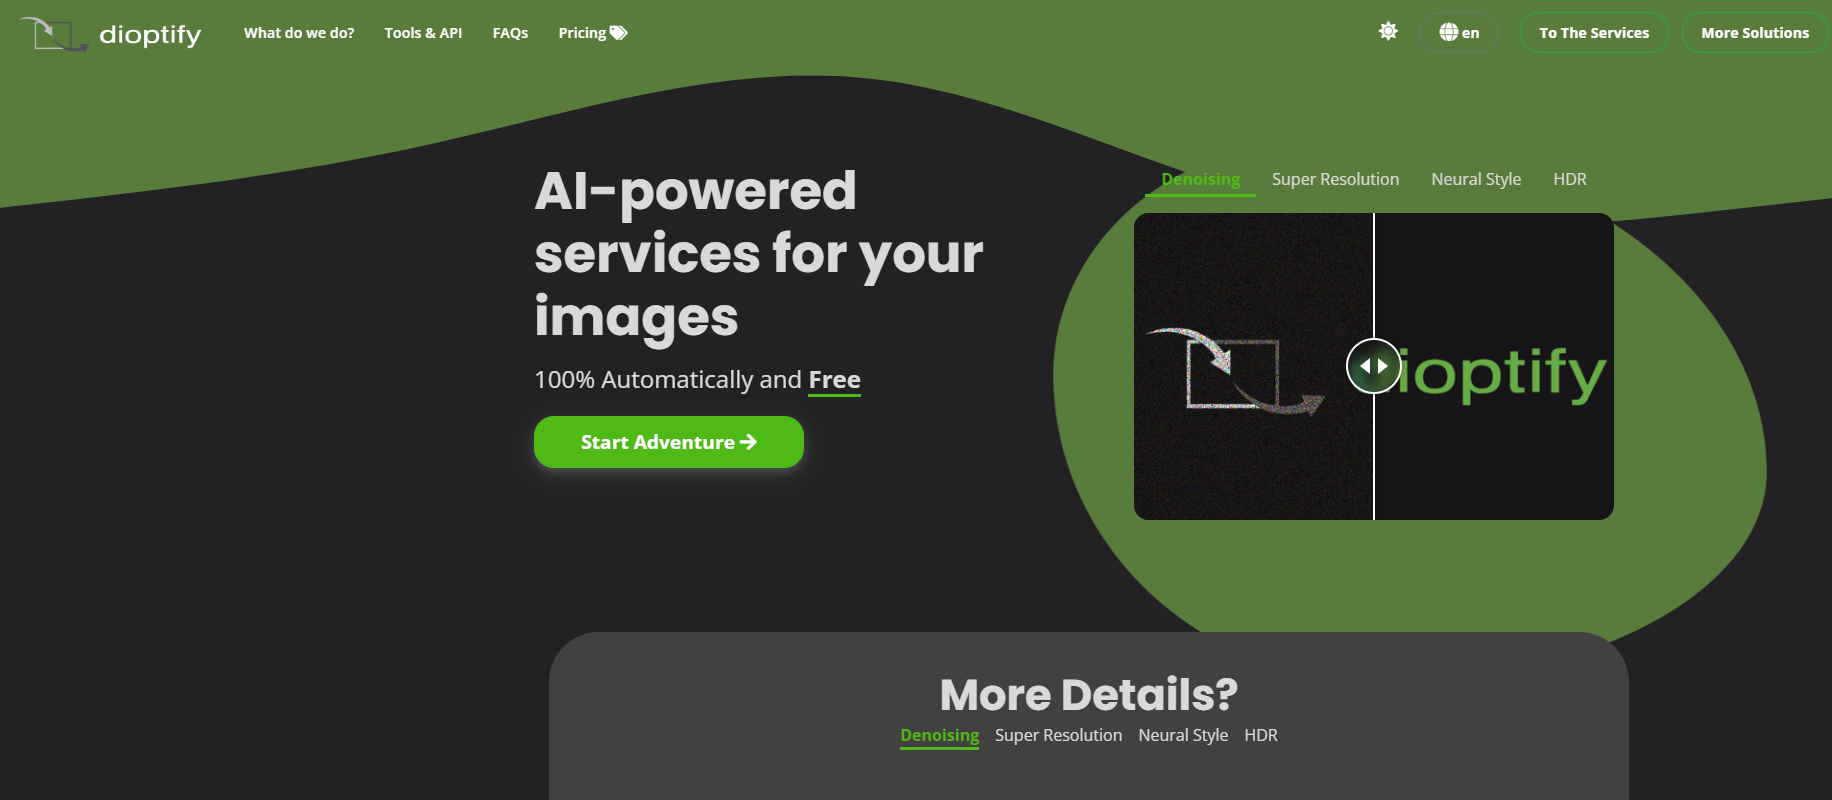 dioptify
What do we do? Tools & API FAQs Pricing
en To The Services More Solutions
AI-powered
services for your
images
100% Automatically and Free
Start Adventure
Denoising Super Resolution Neural Style HDR
dioptify
More Details?
Denoising Super Resolution Neural Style HDR